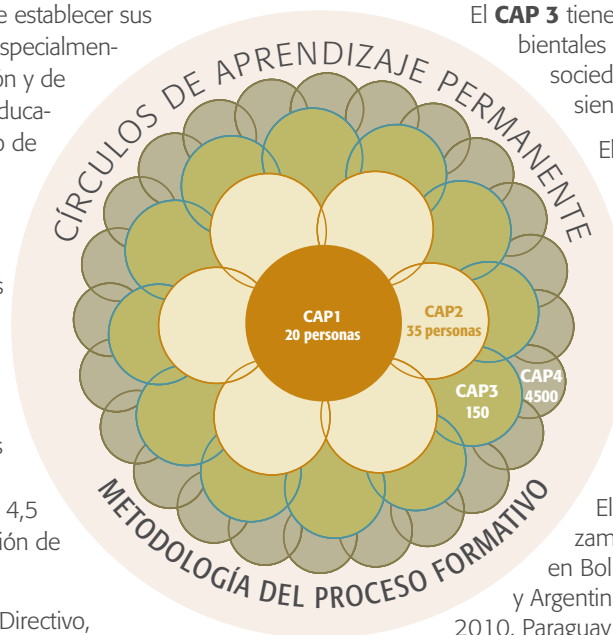 e establecer sus
specialmen-
ón y de
duca-
o de
s
s
4,5
ión de
Directivo,
CÍRCULOS DE APRENDIZAJE PERMANENTE
CAP1
20 personas
CAP2
35 personas
CAP3
150
CAP4
4500
METODOLOGÍA DEL PROCESO FORMATIVO
El CAP 3 tiene
bientales
sociedad
sien
El
El
zam
en Bol
y Argentin
2010. Paraguay